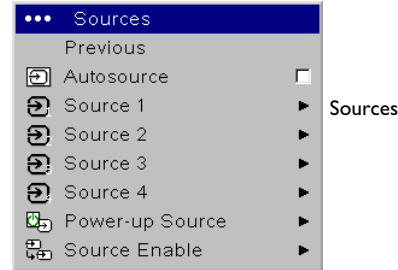 Sources
Previous
Autosource
Source 1
Sources
Source 2
Source 3
Source 4
Power-up Source
Source Enable